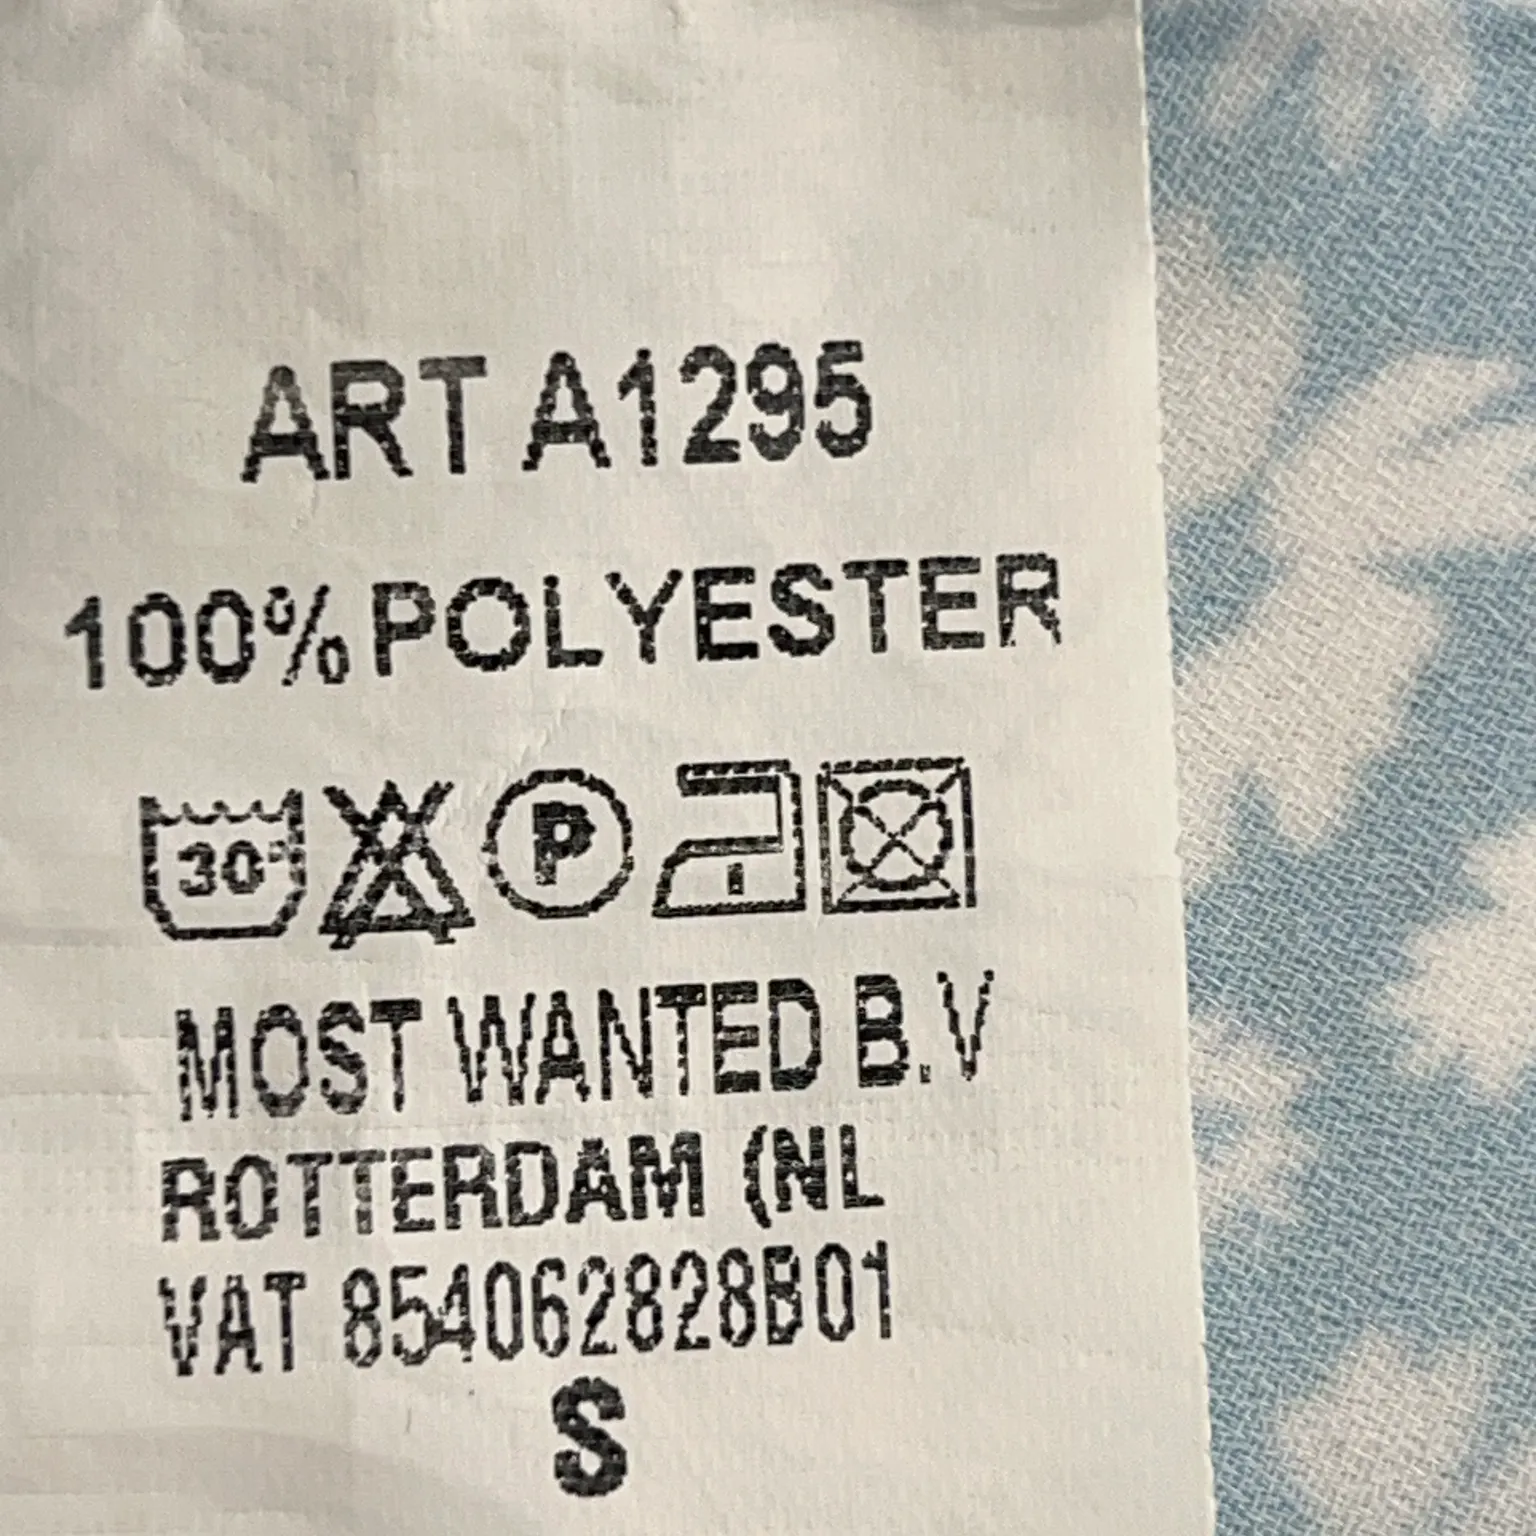 ART A1295
100% POLYESTER
30° P
MOST WANTED B.V
ROTTERDAM (NL
VAT 854062828B01
S